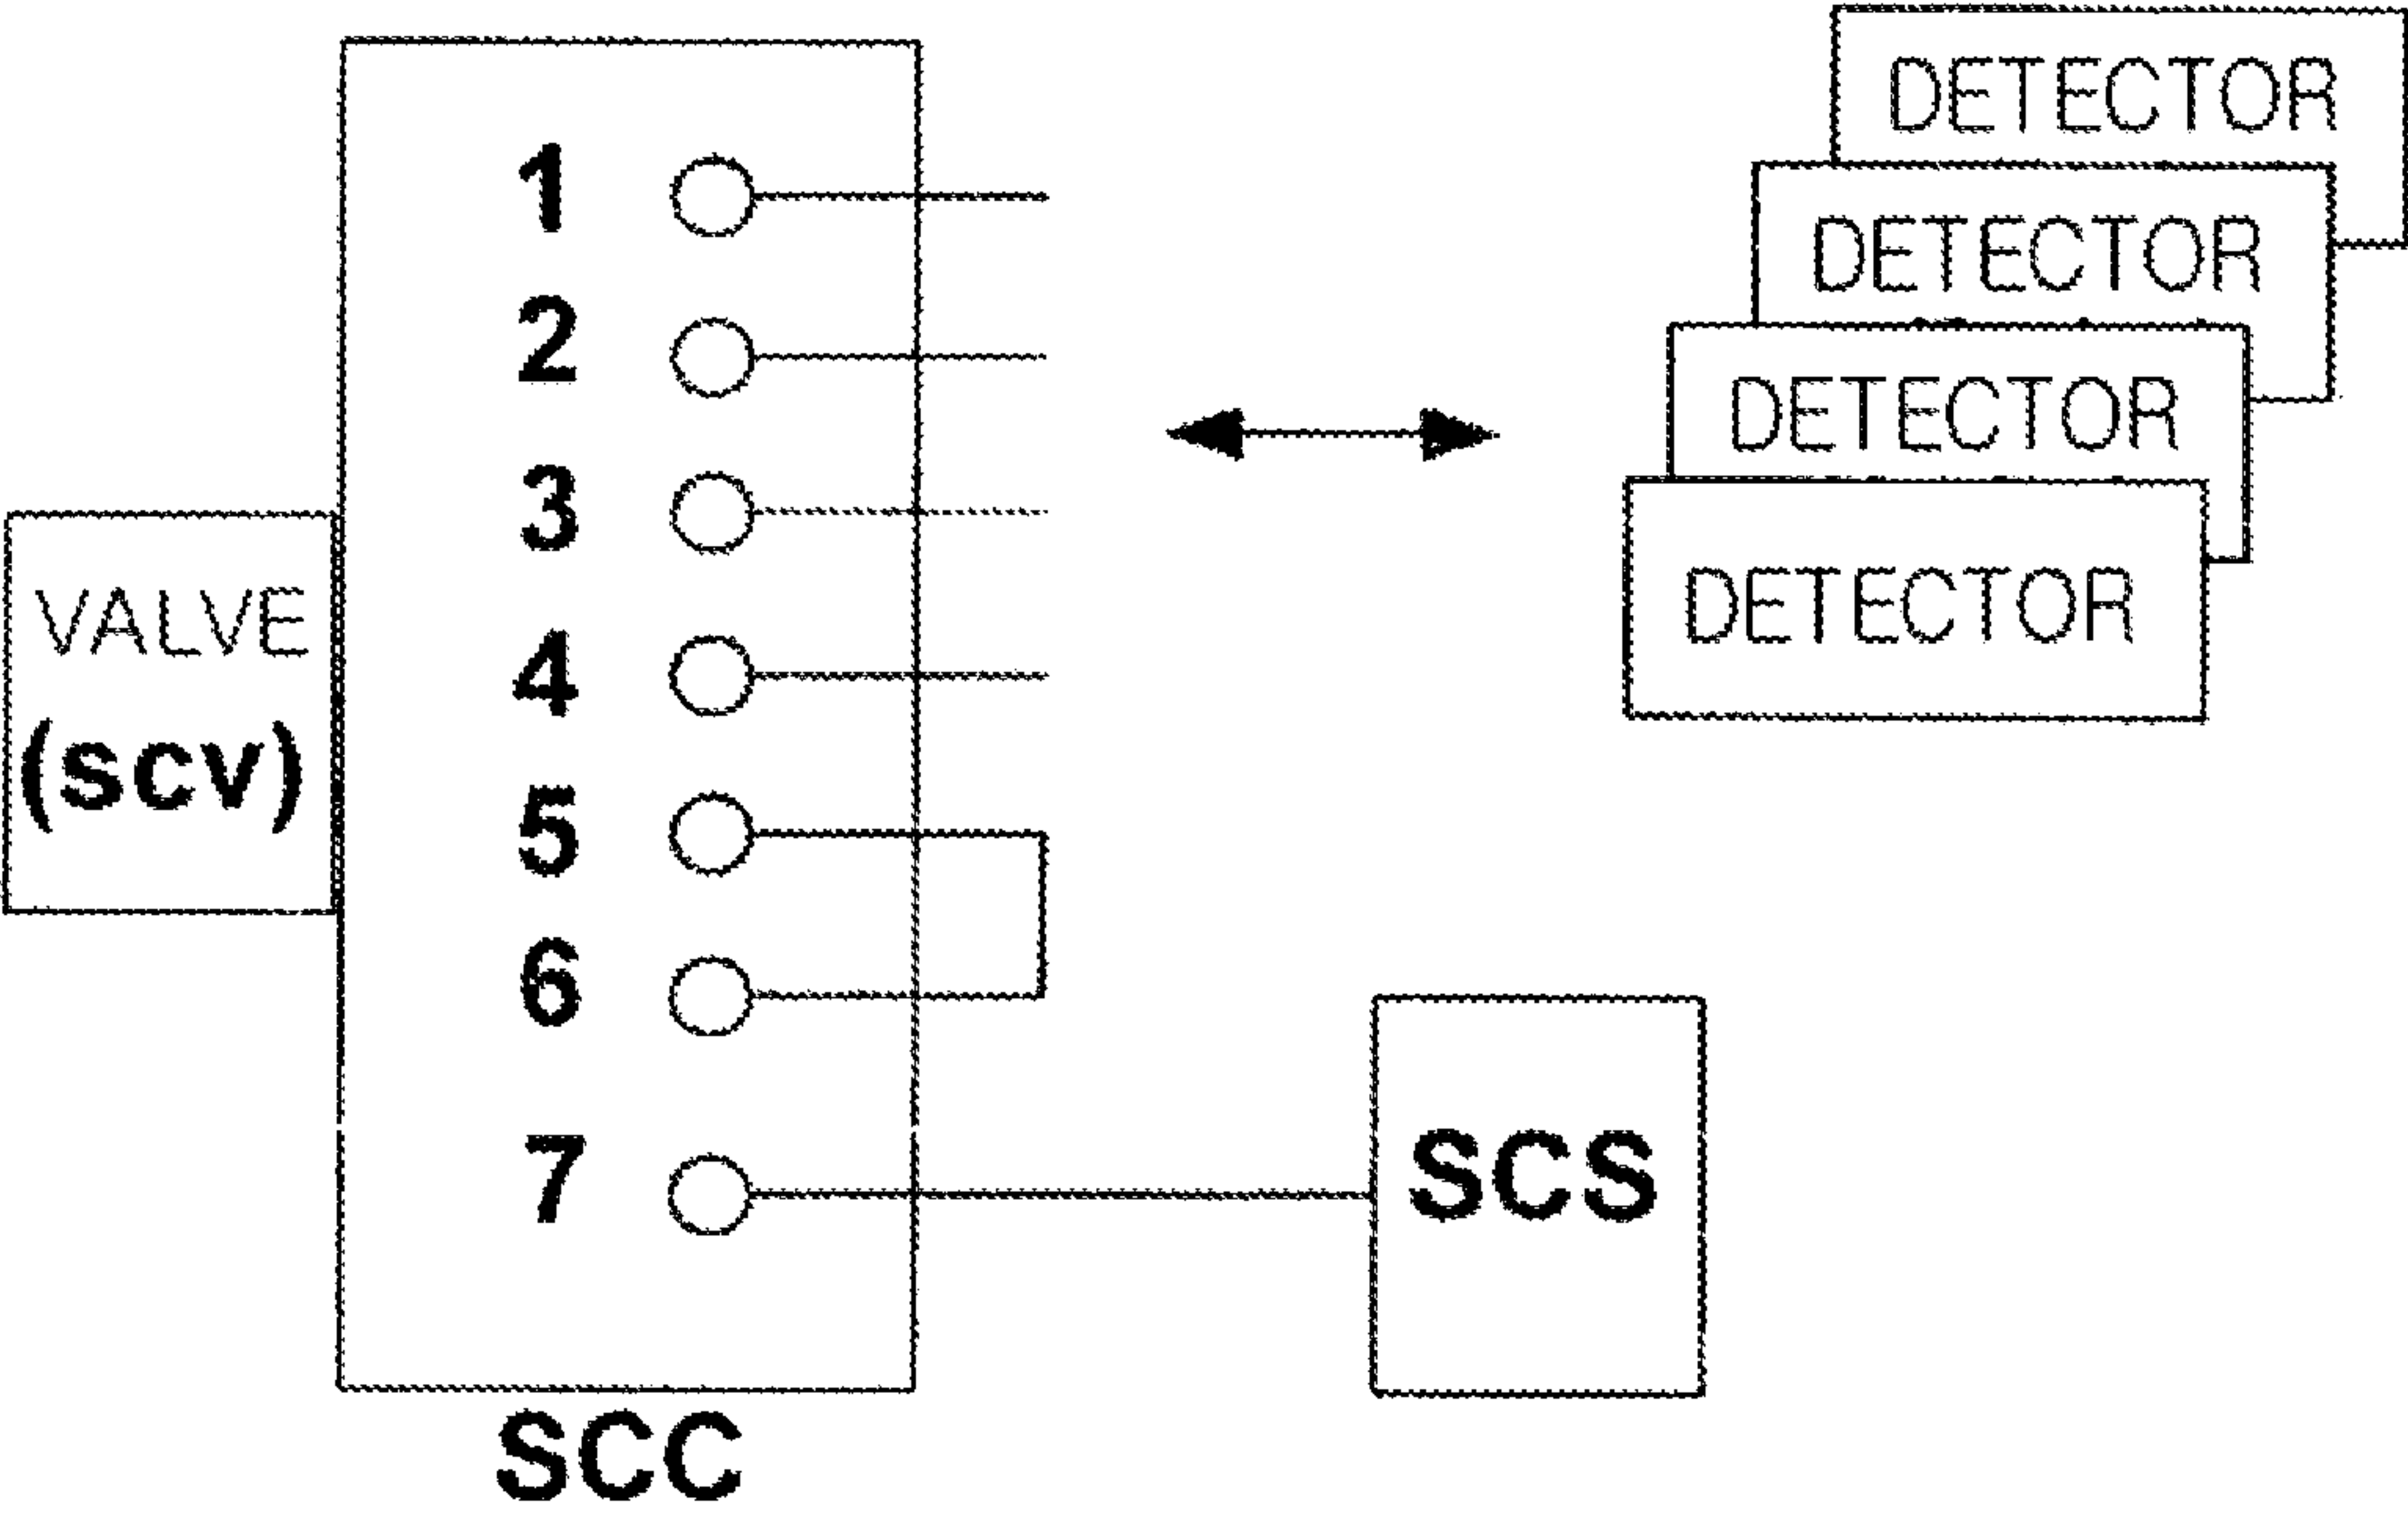 DETECTOR
DETECTOR
DETECTOR
DETECTOR
1
2
3
4
5
6
7
VALVE
(scv)
SCS
SCC